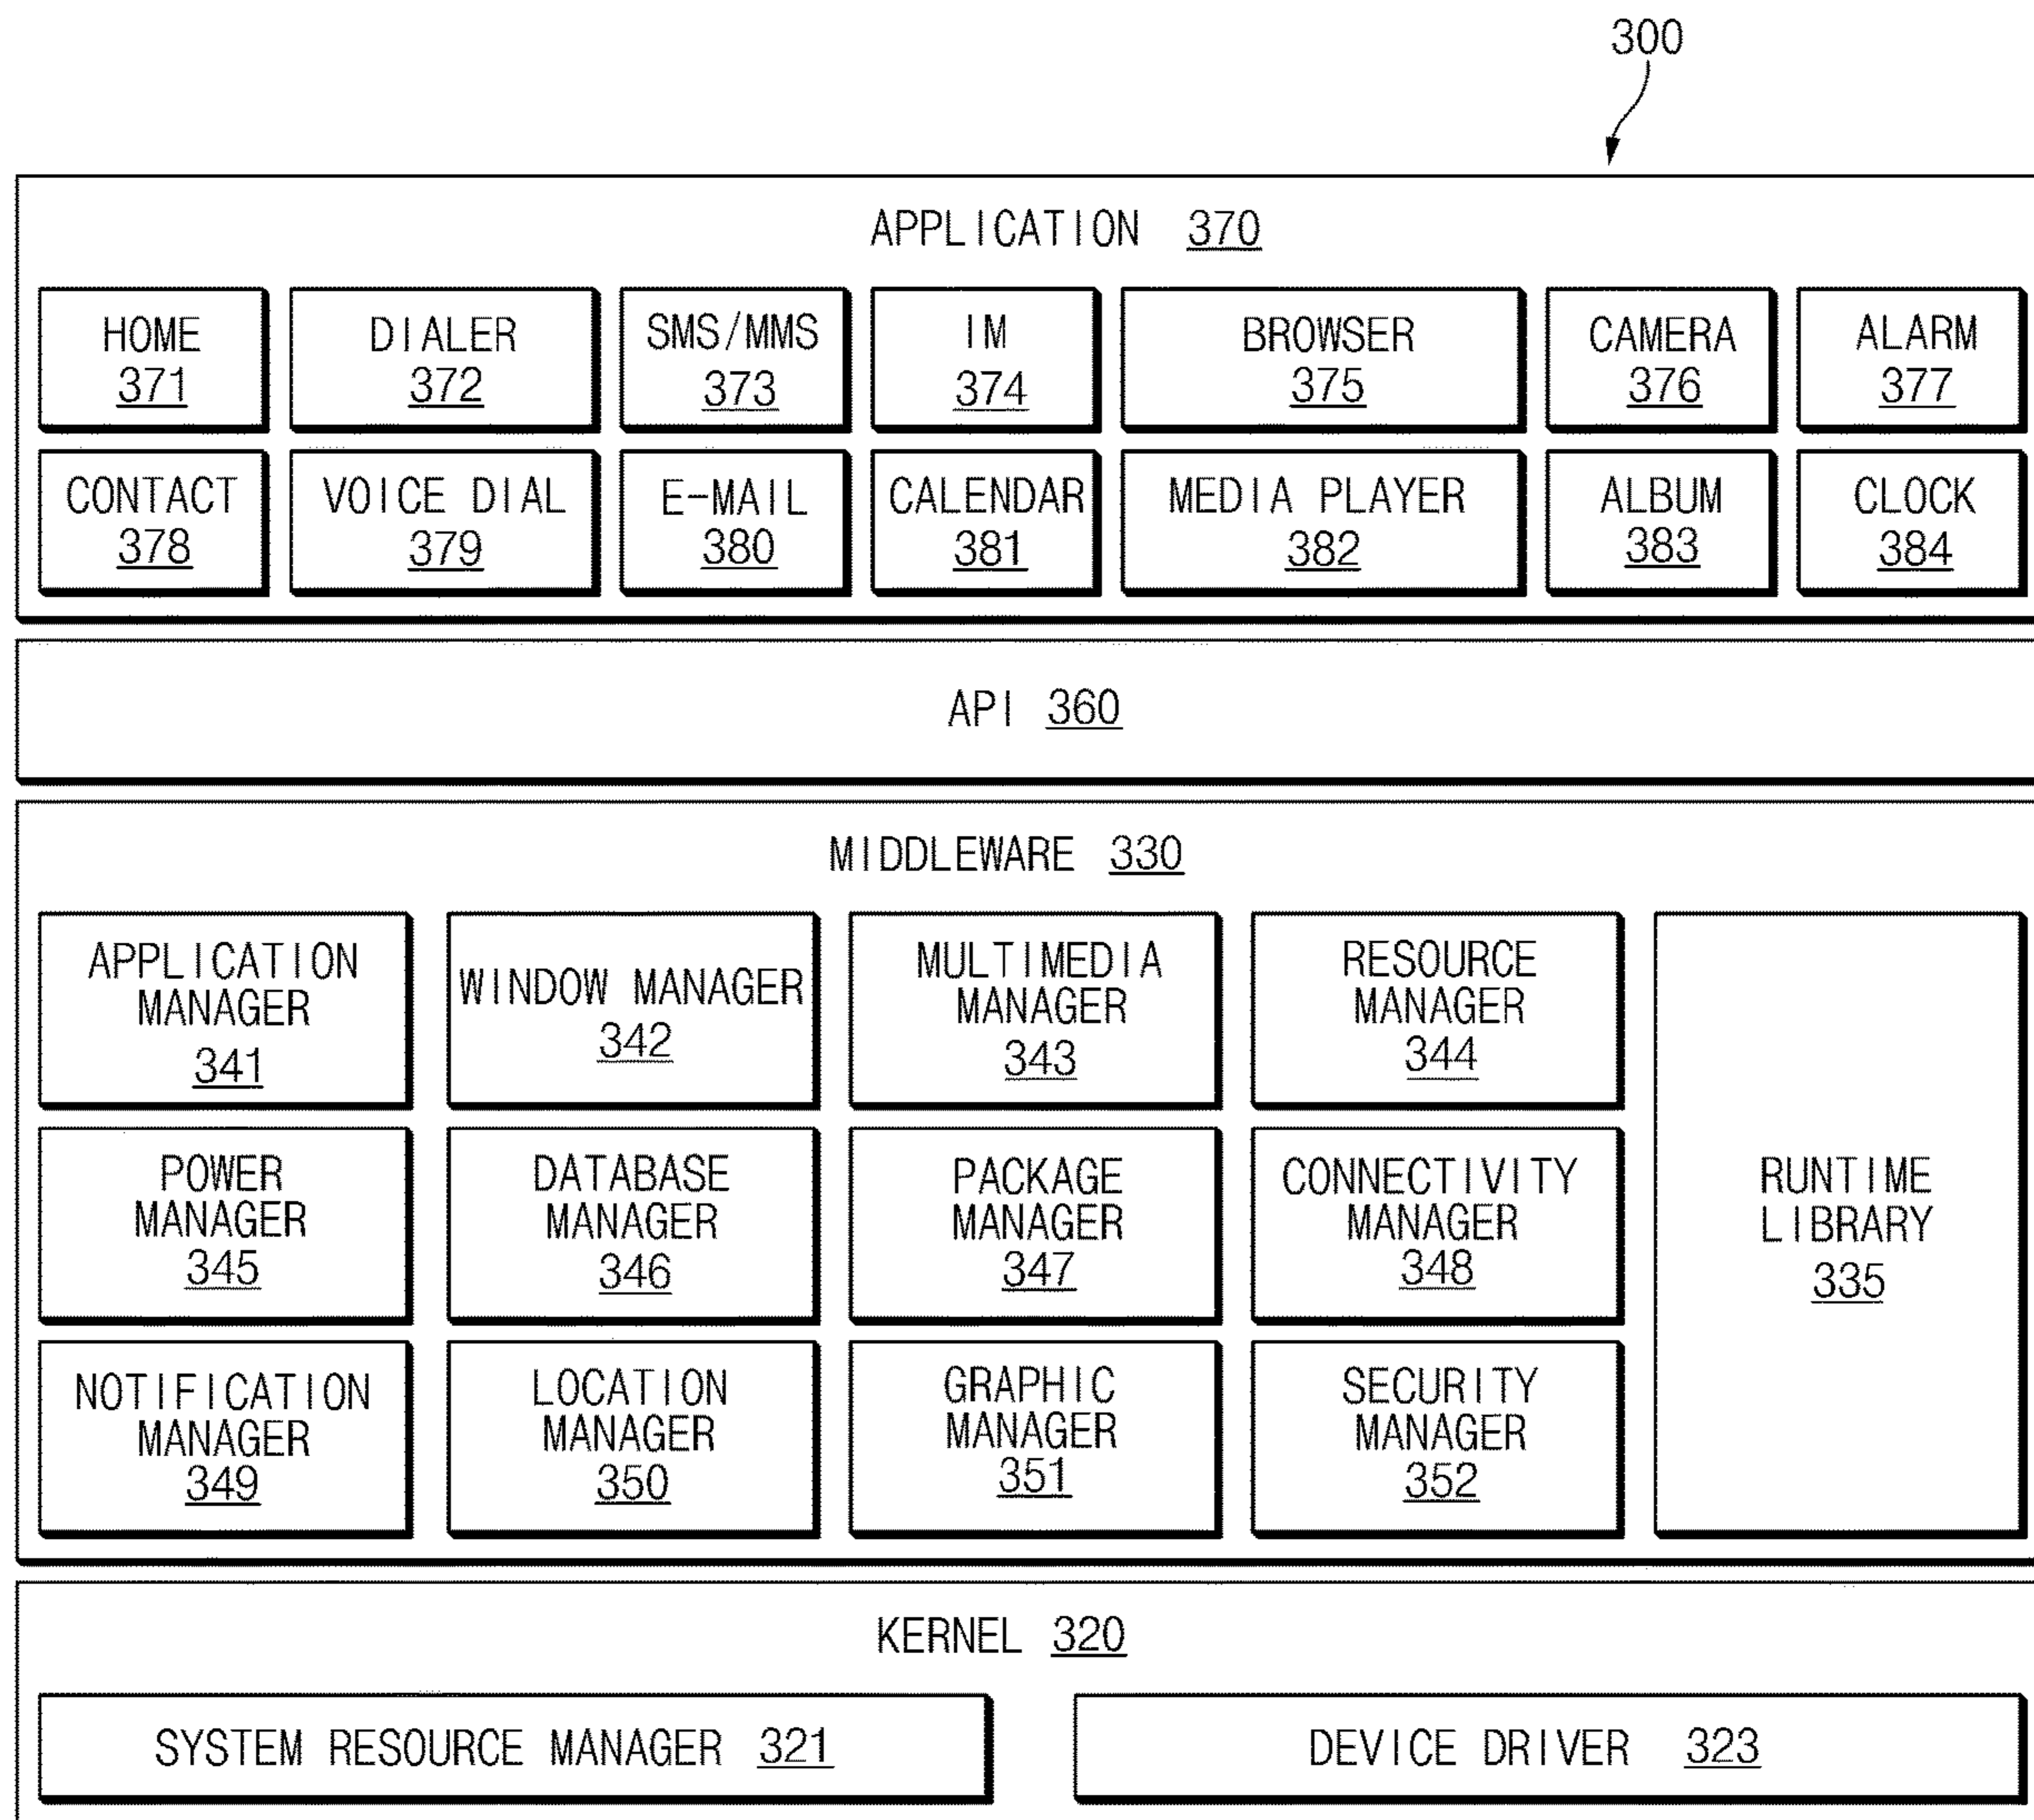 300
APPLICATION 370
HOME
371
DIALER
372
SMS/MMS
373
IM
374
BROWSER
375
CAMERA
376
ALARM
377
CONTACT
378
VOICE DIAL
379
E-MAIL
380
CALENDAR
381
MEDIA PLAYER
382
ALBUM
383
CLOCK
384
API 360
MIDDLEWARE 330
APPLICATION
MANAGER
341
WINDOW MANAGER
342
MULTIMEDIA
MANAGER
343
RESOURCE
MANAGER
344
POWER
MANAGER
345
DATABASE
MANAGER
346
PACKAGE
MANAGER
347
CONNECTIVITY
MANAGER
348
RUNTIME
LIBRARY
335
NOTIFICATION
MANAGER
349
LOCATION
MANAGER
350
GRAPHIC
MANAGER
351
SECURITY
MANAGER
352
KERNEL 320
SYSTEM RESOURCE MANAGER 321
DEVICE DRIVER 323